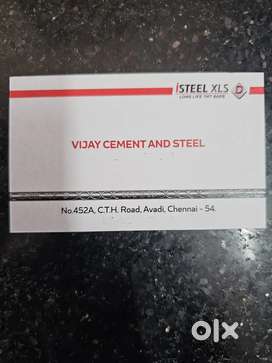 iSTEEL XLS
LONG LIFE TMT BARS
VIJAY CEMENT AND STEEL
No.452A, C.T.H. Road, Avadi, Chennai - 54.
olx